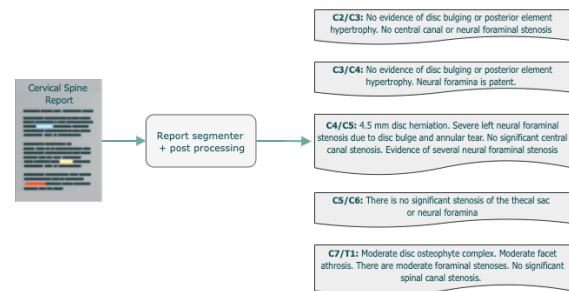 Cervical Spine
Report
Report segmenter
+ post processing
C2/C3: No evidence of disc bulging or posterior element
hypertrophy. No central canal or neural foraminal stenosis
C3/C4: No evidence of disc bulging or posterior element
hypertrophy. Neural foramina is patent.
C4/C5: 4.5 mm disc herniation. Severe left neural foraminal
stenosis due to disc bulge and annular tear. No significant central
canal stenosis. Evidence of several neural foraminal stenosis
C5/C6: There is no significant stenosis of the thecal sac
or neural foramina
C7/T1: Moderate disc osteophyte complex. Moderate facet
athrosis. There are moderate foraminal stenoses. No significant
spinal canal stenosis.